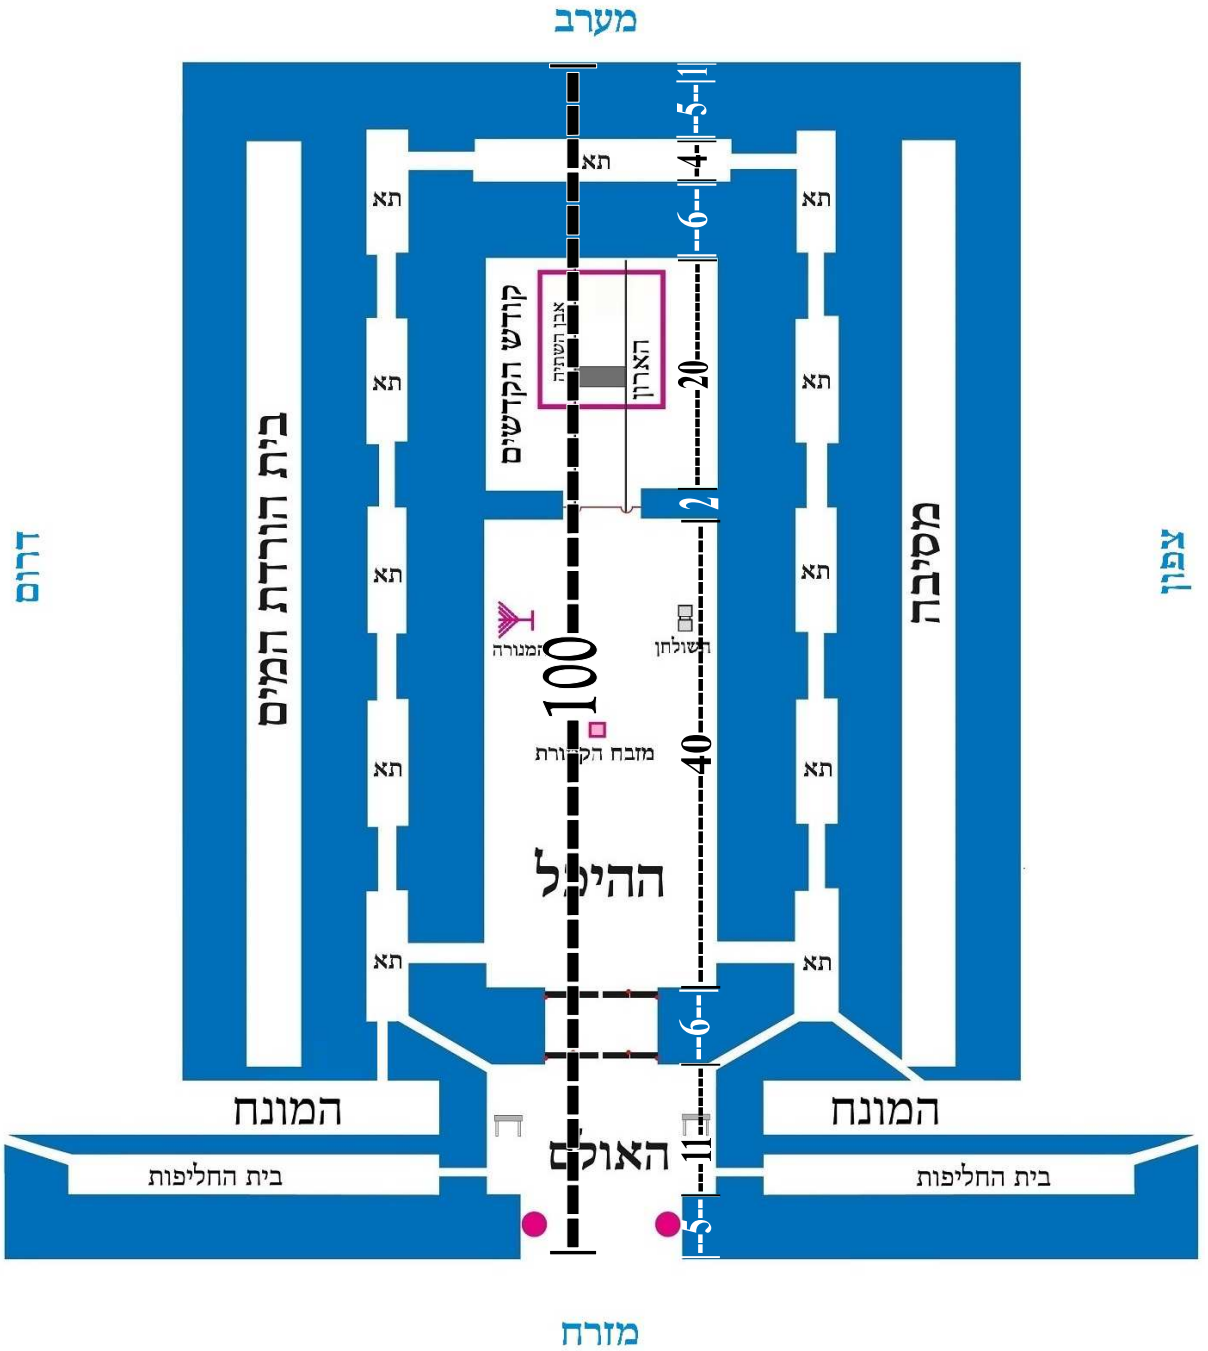 מערב
1
5
תא
4
תא
תא
6
קודש הקדשים
אבן השתיה
הארון
20
תא
תא
בית הורדת המים
2
מסיבה
דרום
צפון
תא
תא
המנורה
השולחן
100
מזבח הקטורת
40
תא
תא
ההיכל
תא
תא
6
המונח
המונח
האולם
11
בית החליפות
בית החליפות
5
מזרח